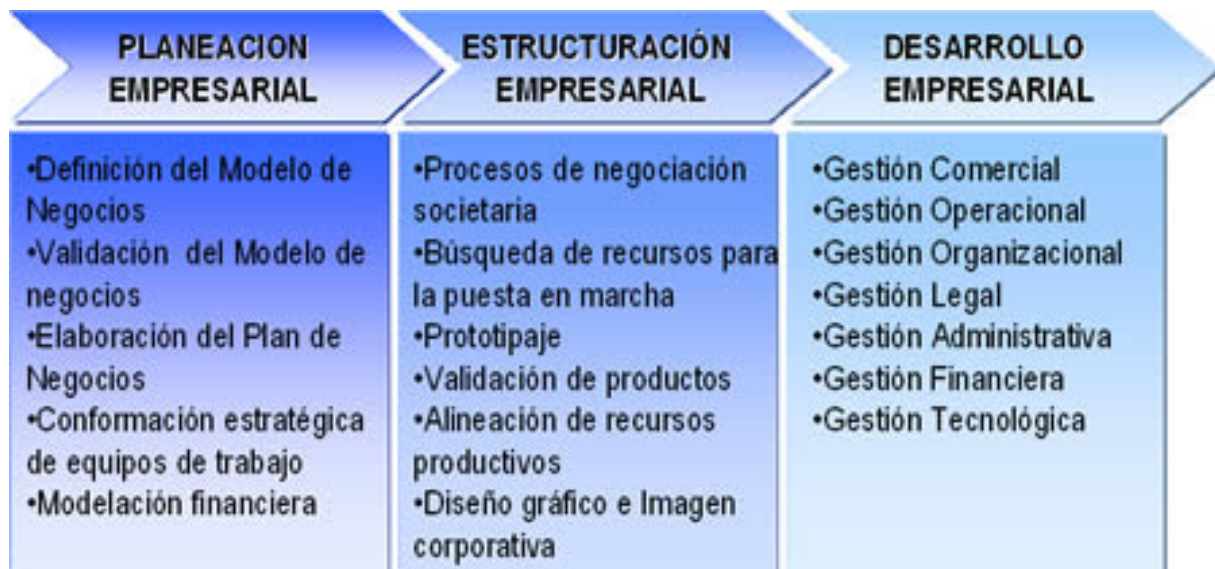 PLANEACION
EMPRESARIAL
•Definición del Modelo de
Negocios
•Validación del Modelo de
negocios
•Elaboración del Plan de
Negocios
•Conformación estratégica
de equipos de trabajo
•Modelación financiera
ESTRUCTURACIÓN
EMPRESARIAL
•Procesos de negociación
societaria
•Búsqueda de recursos para
la puesta en marcha
•Prototipaje
•Validación de productos
•Alineación de recursos
productivos
•Diseño gráfico e Imagen
corporativa
DESARROLLO
EMPRESARIAL
•Gestión Comercial
•Gestión Operacional
•Gestión Organizacional
•Gestión Legal
•Gestión Administrativa
•Gestión Financiera
•Gestión Tecnológica